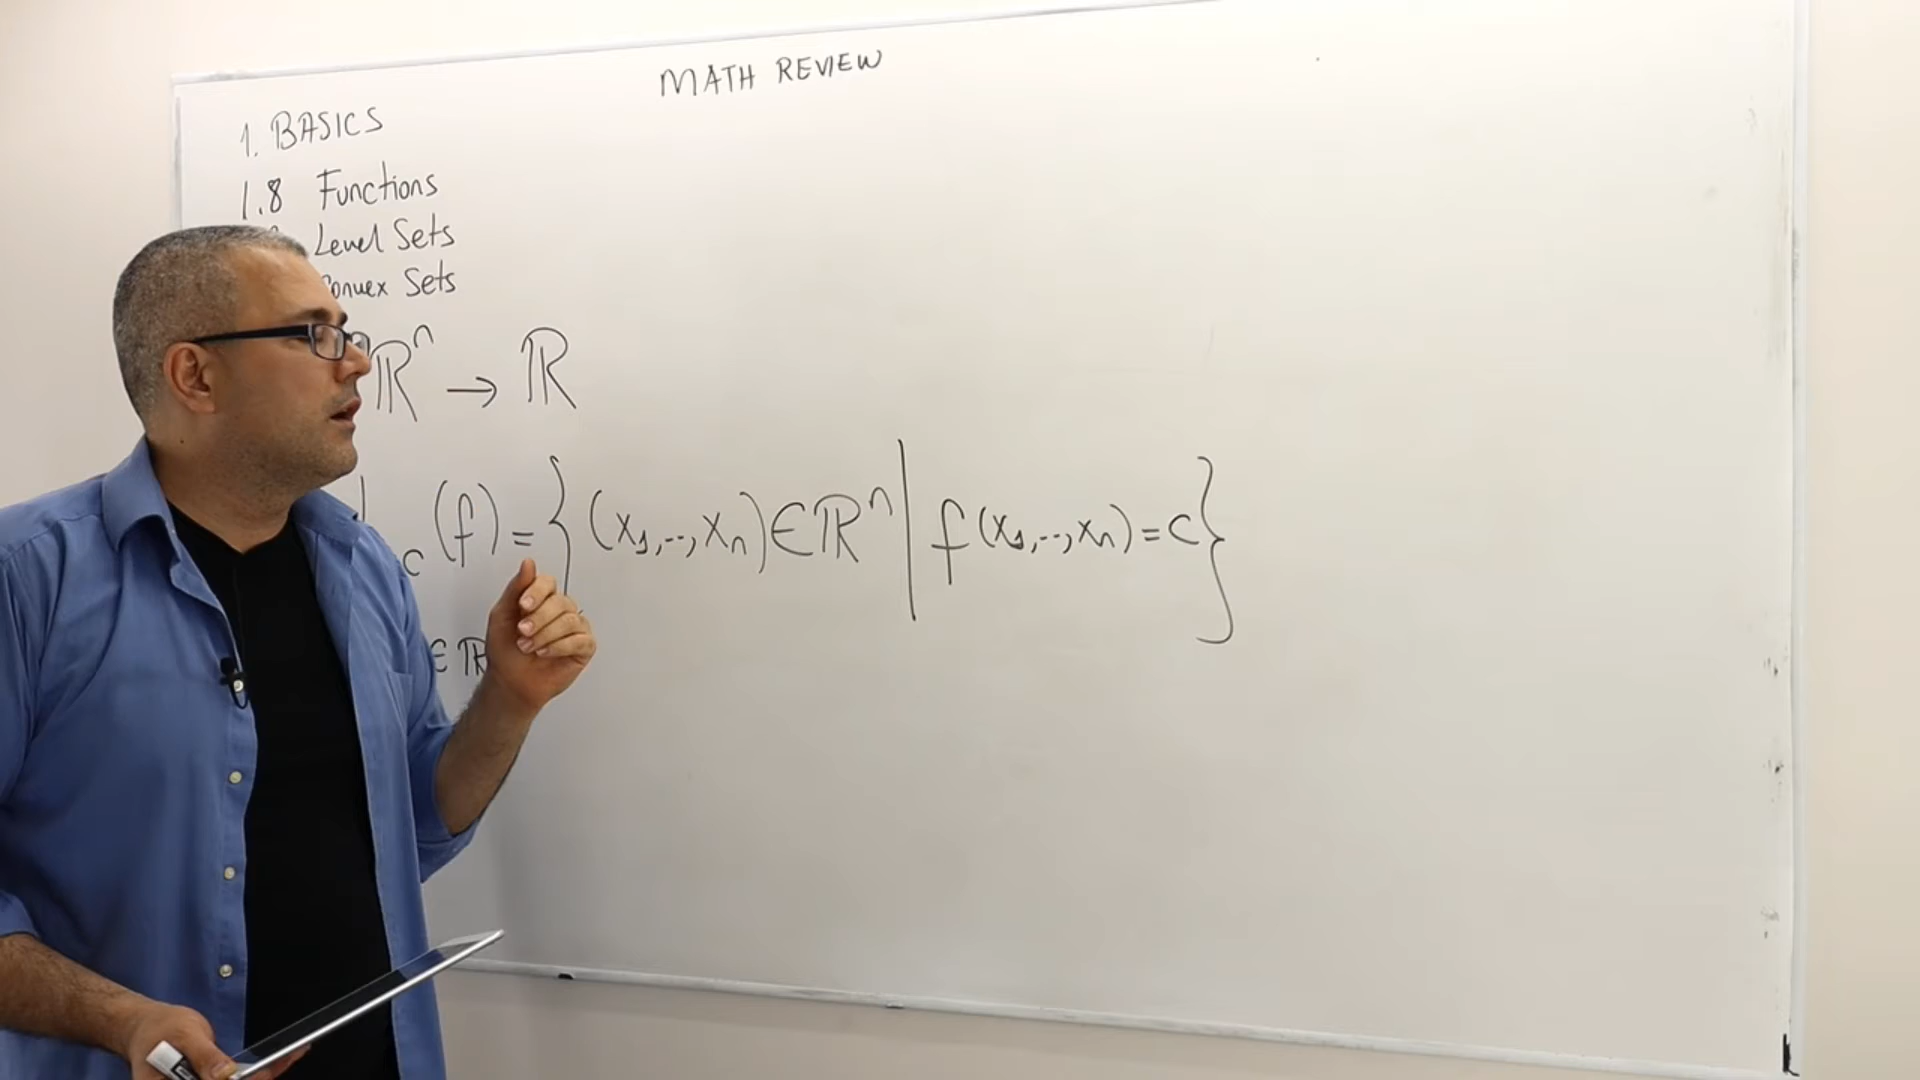 MATH REVIEW
1. BASICS
1.8 Functions
Level Sets
Convex Sets
ℝⁿ → ℝ
c (f) = { (x₁,..,xₙ) ∈ ℝⁿ | f(x₁,..,xₙ) = c }
∈ ℝ